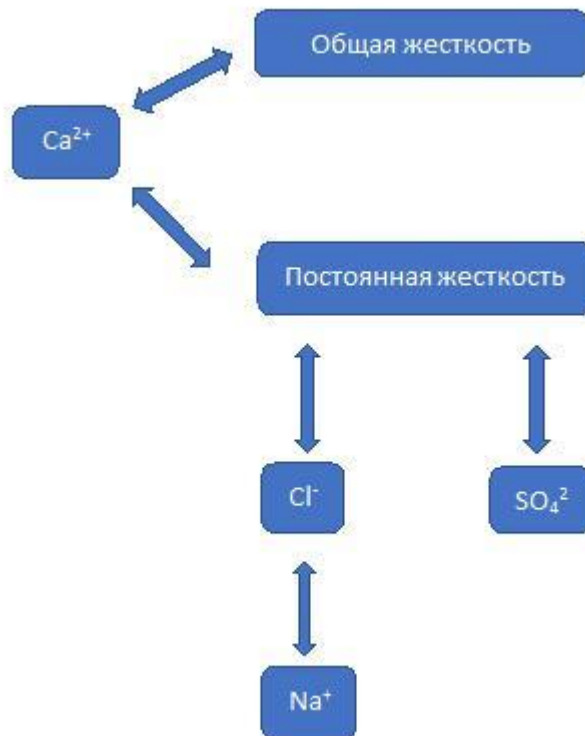 Общая жесткость
Ca²⁺
Постоянная жесткость
Cl⁻
SO₄²
Na⁺